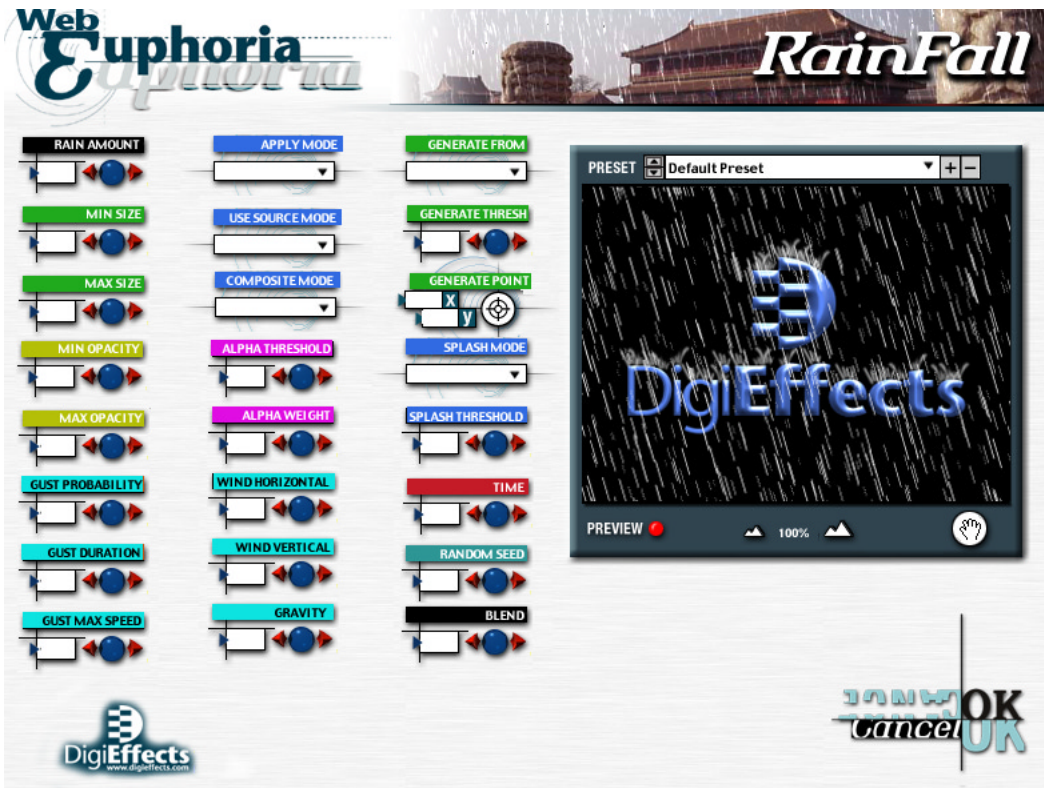 Web
Euphoria
Euphoria
RainFall
RAIN AMOUNT
APPLY MODE
GENERATE FROM
PRESET Default Preset + −
MIN SIZE
USE SOURCE MODE
GENERATE THRESH
MAX SIZE
COMPOSITE MODE
GENERATE POINT
x
y
MIN OPACITY
ALPHA THRESHOLD
SPLASH MODE
DigiEffects
MAX OPACITY
ALPHA WEIGHT
SPLASH THRESHOLD
GUST PROBABILITY
WIND HORIZONTAL
TIME
PREVIEW 100%
GUST DURATION
WIND VERTICAL
RANDOM SEED
GUST MAX SPEED
GRAVITY
BLEND
OK
Cancel
DigiEffects
www.digieffects.com